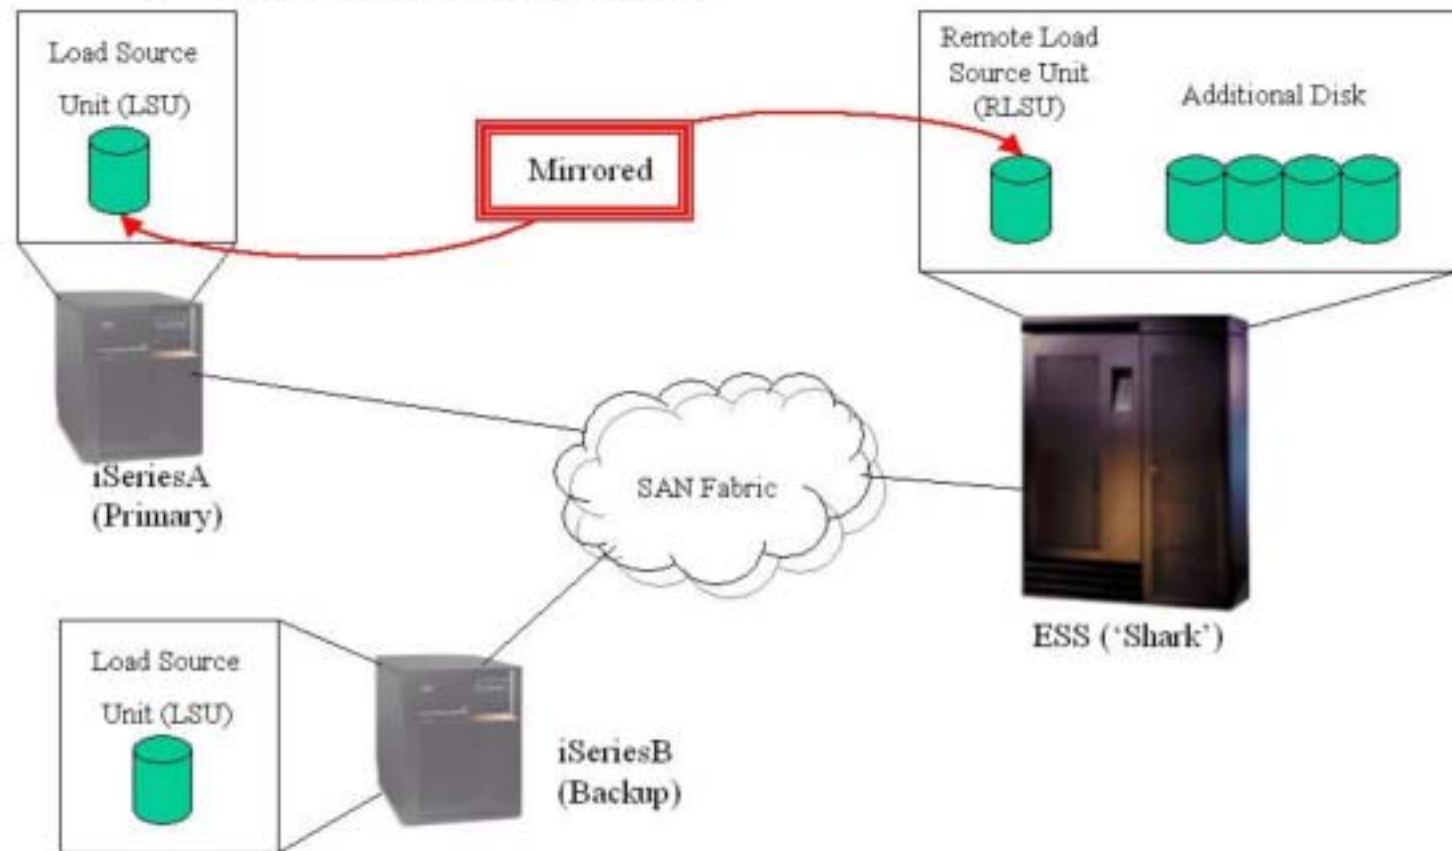 Load Source
Unit (LSU)
Mirrored
Remote Load
Source Unit
(RLSU)
Additional Disk
iSeriesA
(Primary)
SAN Fabric
ESS (‘Shark’)
Load Source
Unit (LSU)
iSeriesB
(Backup)